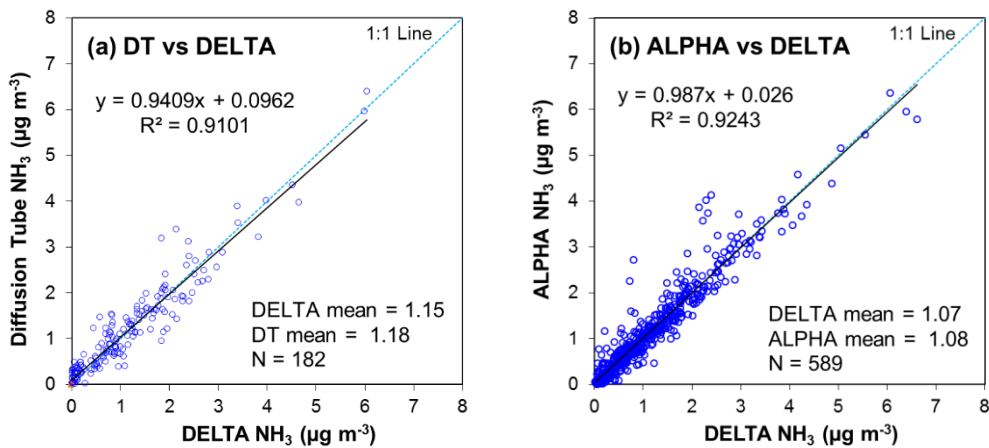 (a) DT vs DELTA
1:1 Line
y = 0.9409x + 0.0962
R² = 0.9101
DELTA mean = 1.15
DT mean = 1.18
N = 182
Diffusion Tube NH₃ (µg m⁻³)
8
7
6
5
4
3
2
1
0
0 1 2 3 4 5 6 7 8
DELTA NH₃ (µg m⁻³)
(b) ALPHA vs DELTA
1:1 Line
y = 0.987x + 0.026
R² = 0.9243
DELTA mean = 1.07
ALPHA mean = 1.08
N = 589
ALPHA NH₃ (µg m⁻³)
8
7
6
5
4
3
2
1
0
0 1 2 3 4 5 6 7 8
DELTA NH₃ (µg m⁻³)